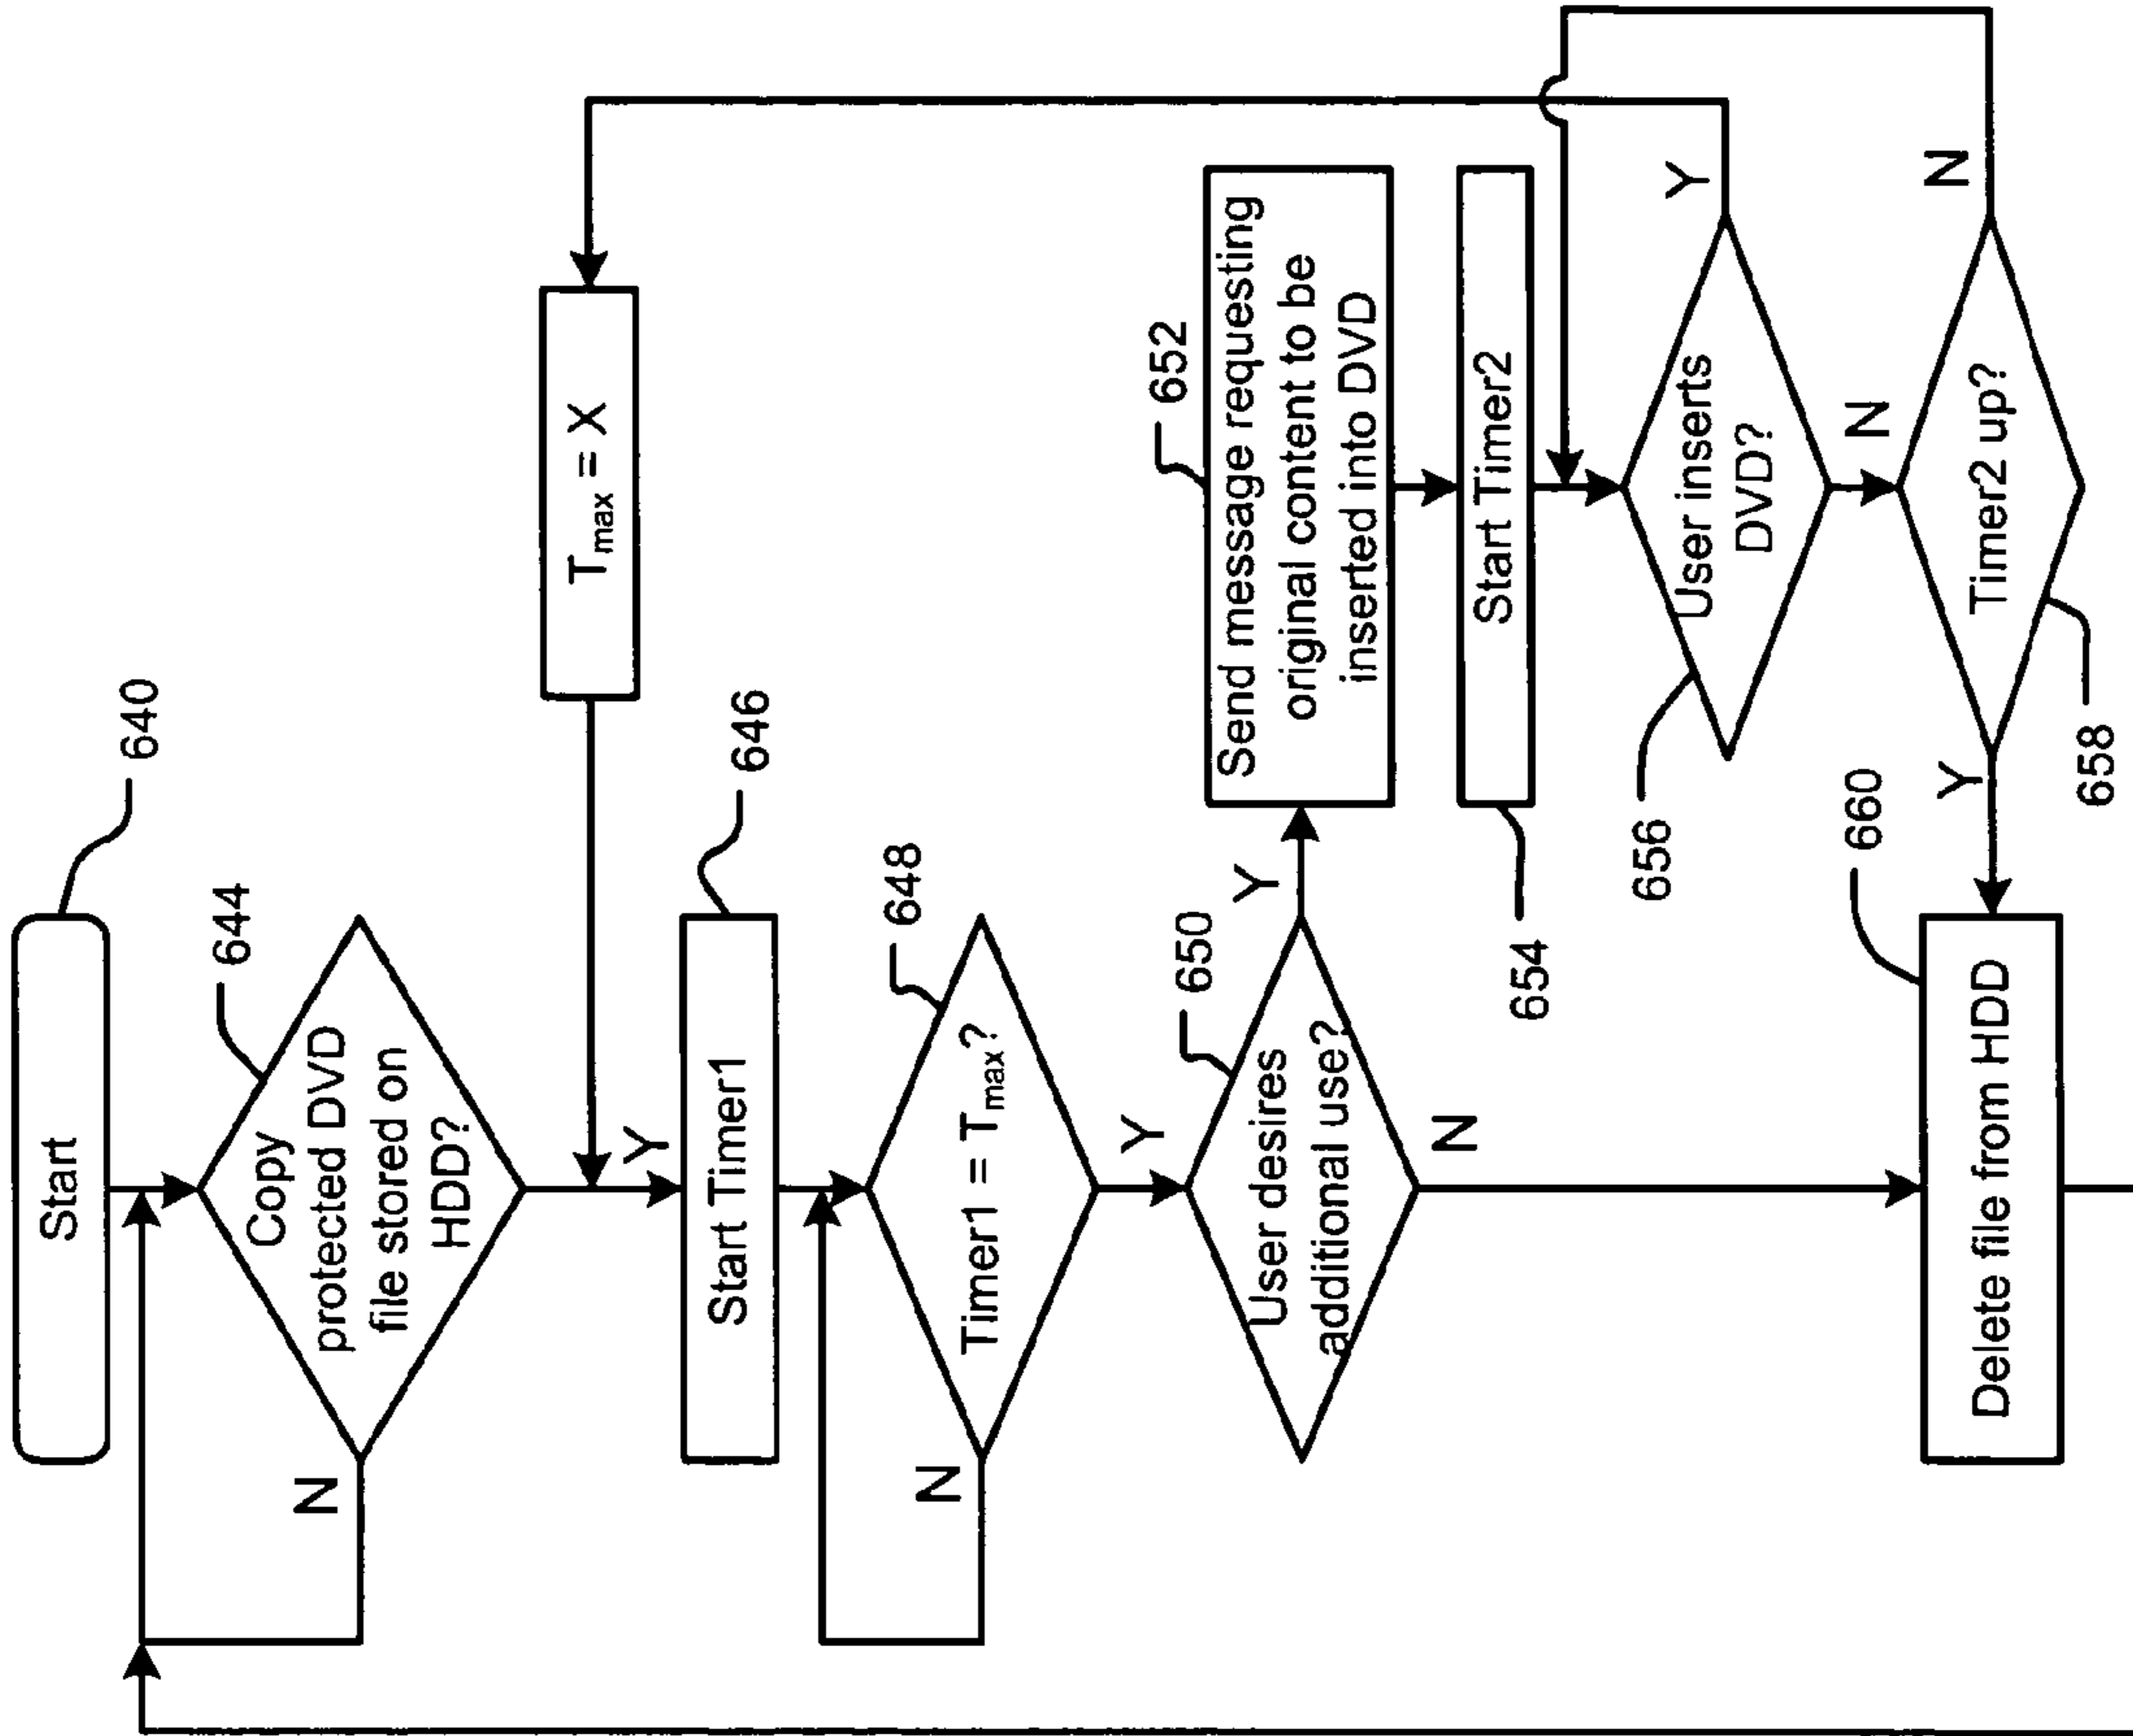 Start
640
644
Copy
protected DVD
file stored on
HDD?
N
Y
Tmax = X
646
Start Timer1
648
Timer1 = Tmax?
N
Y
650
User desires
additional use?
Y
N
652
Send message requesting
original content to be
inserted into DVD
Start Timer2
654
User inserts
DVD?
656
Y
N
Timer2 up?
658
N
Y
660
Delete file from HDD